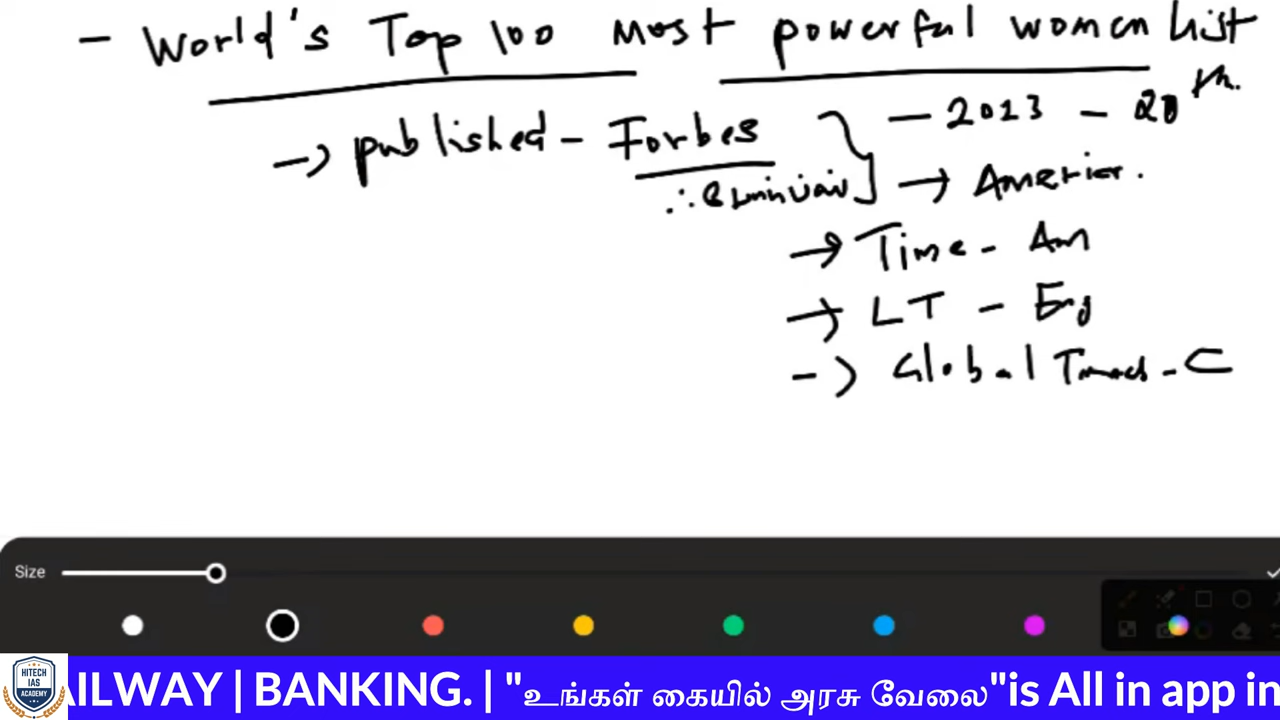 - World's Top 100 most powerful women List
→ published - Forbes
- 2023 - 20th.
→
→ Time - Am
→ LT - Eng
→ Global Times - C
Size
HITECH
IAS
ACADEMY
AILWAY | BANKING. | "உங்கள் கையில் அரசு வேலை"is All in app in